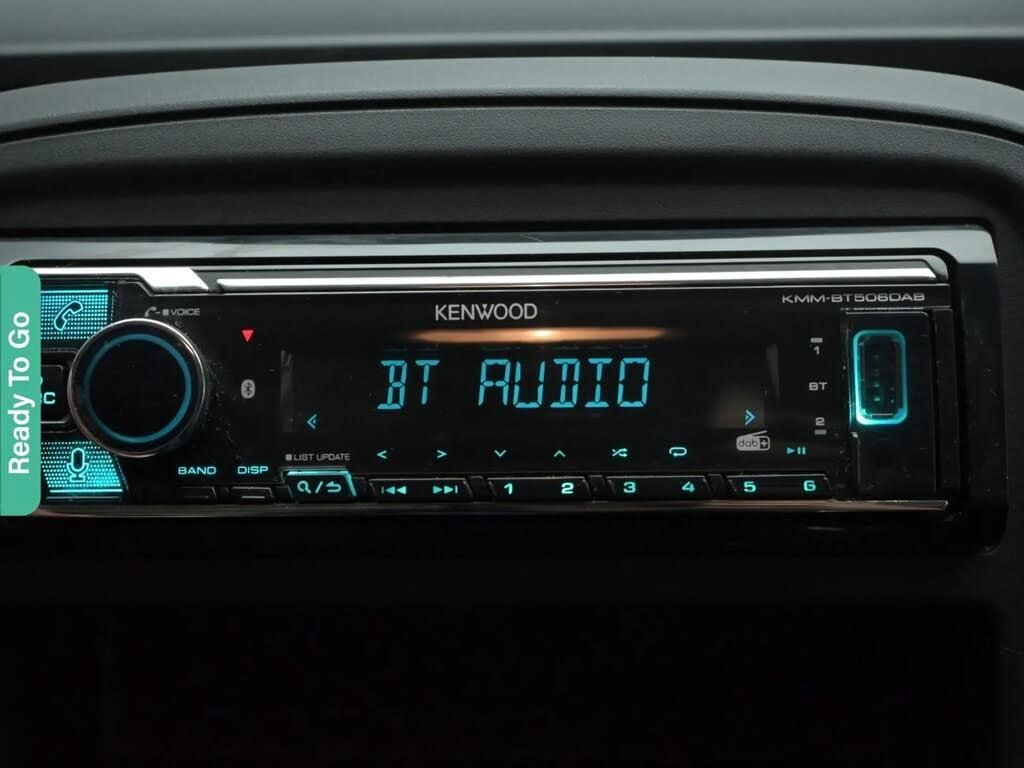 Ready To Go
VOICE
KENWOOD
KMM-BT506DAB
BT AUDIO
1
BT
2
dab+
LIST UPDATE
BAND DISP
1 2 3 4 5 6